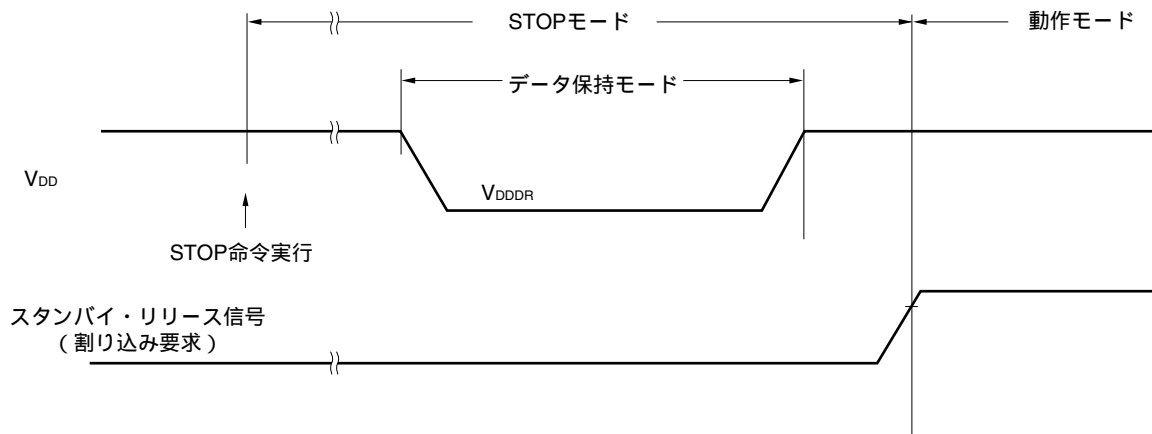 STOPモード
動作モード
データ保持モード
VDD
VDDDR
STOP命令実行
スタンバイ・リリース信号
(割り込み要求)